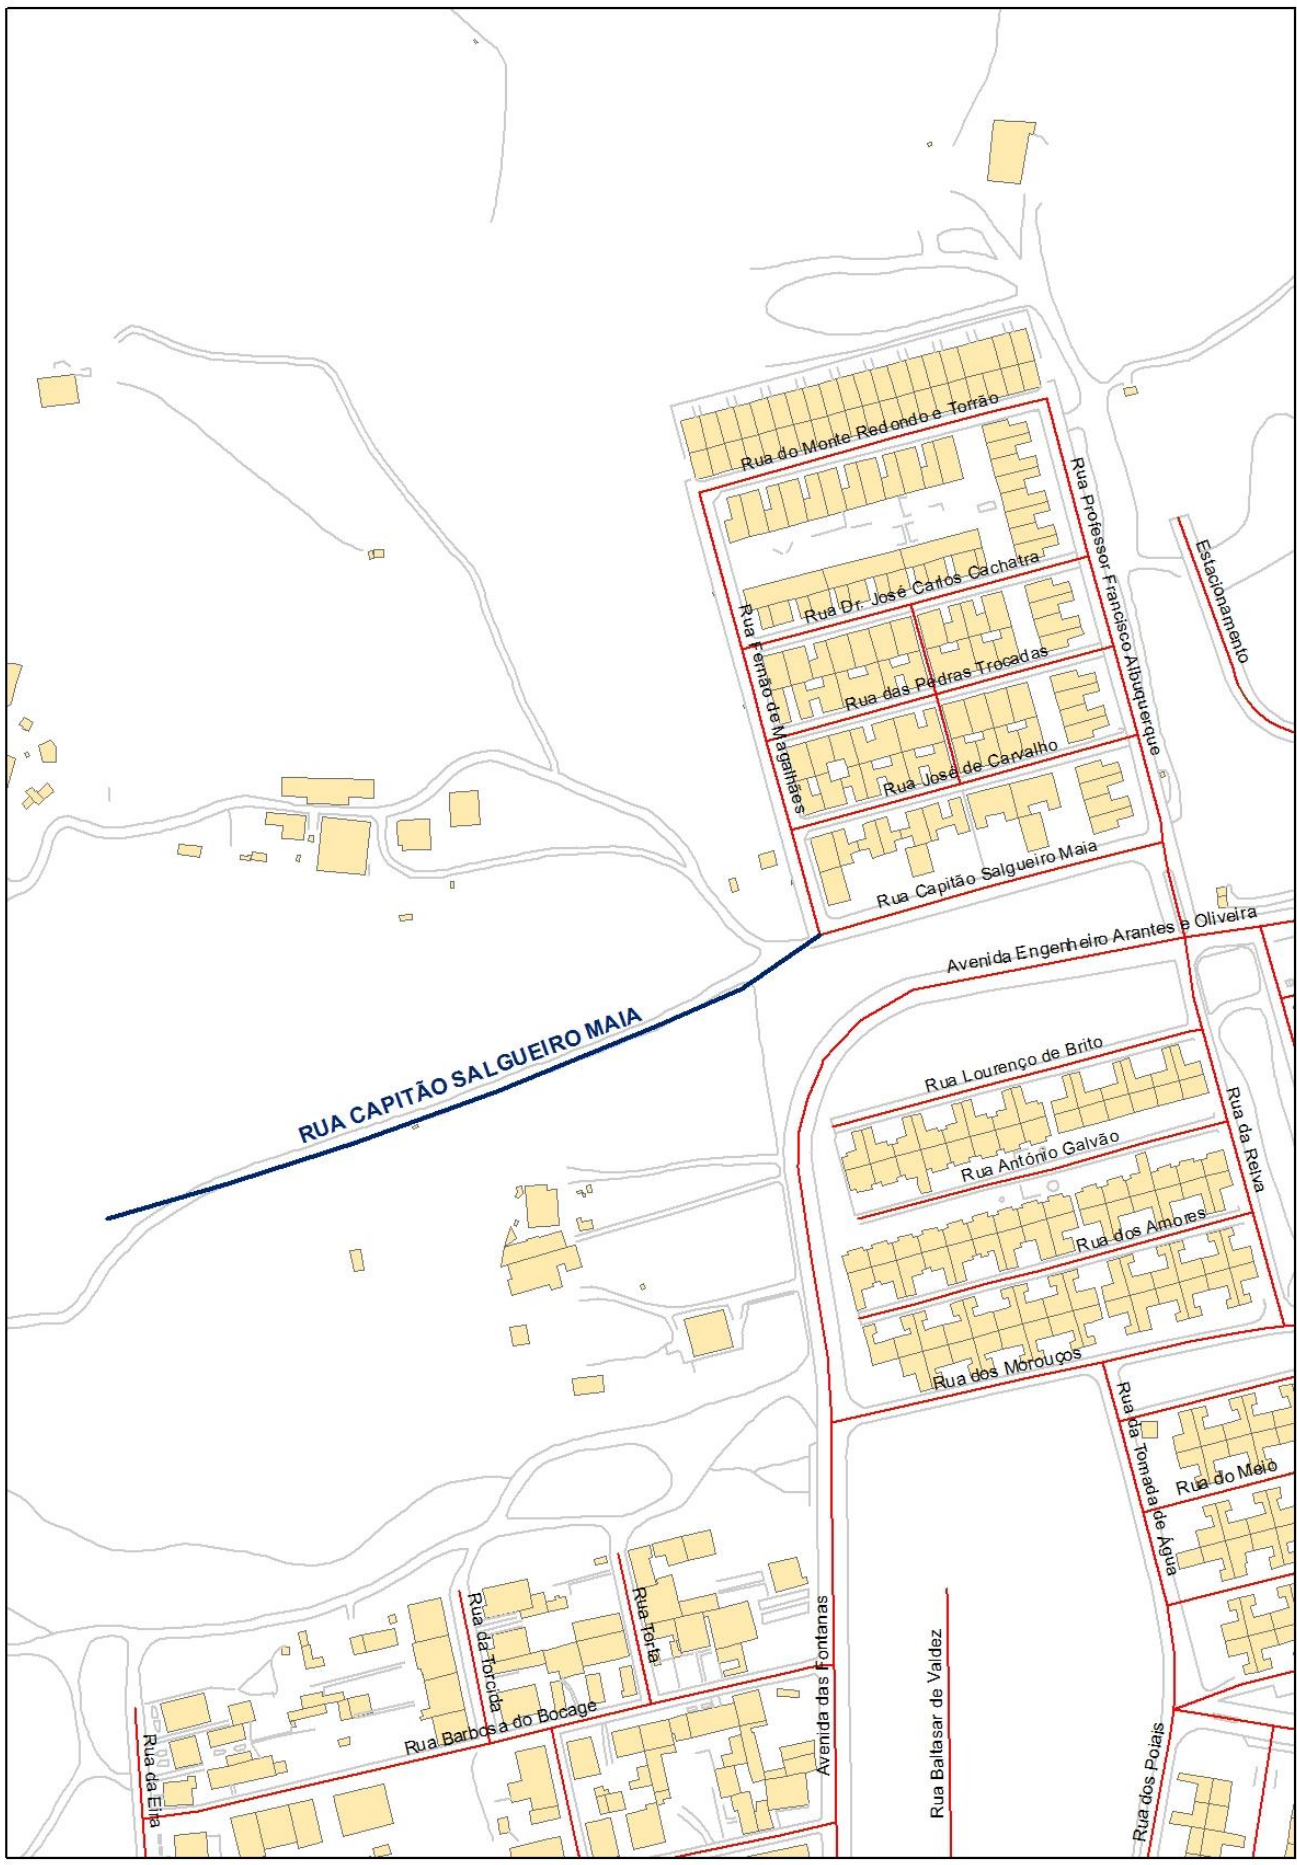 Rua do Monte Redondo e Torrão
Rua Professor Francisco Albuquerque
Estacionamento
Rua Dr. José Carlos Cachatra
Rua Fernão de Magalhães
Rua das Pedras Trocadas
Rua José de Carvalho
Rua Capitão Salgueiro Maia
Avenida Engenheiro Arantes e Oliveira
RUA CAPITÃO SALGUEIRO MAIA
Rua Lourenço de Brito
Rua da Relva
Rua António Galvão
Rua dos Amores
Rua dos Morouços
Rua da Tomada de Água
Rua do Meio
Rua da Torcida
Rua Torta
Avenida das Fontanas
Rua Baltasar de Valdez
Rua Barbosa do Bocage
Rua da Eira
Rua dos Poiais